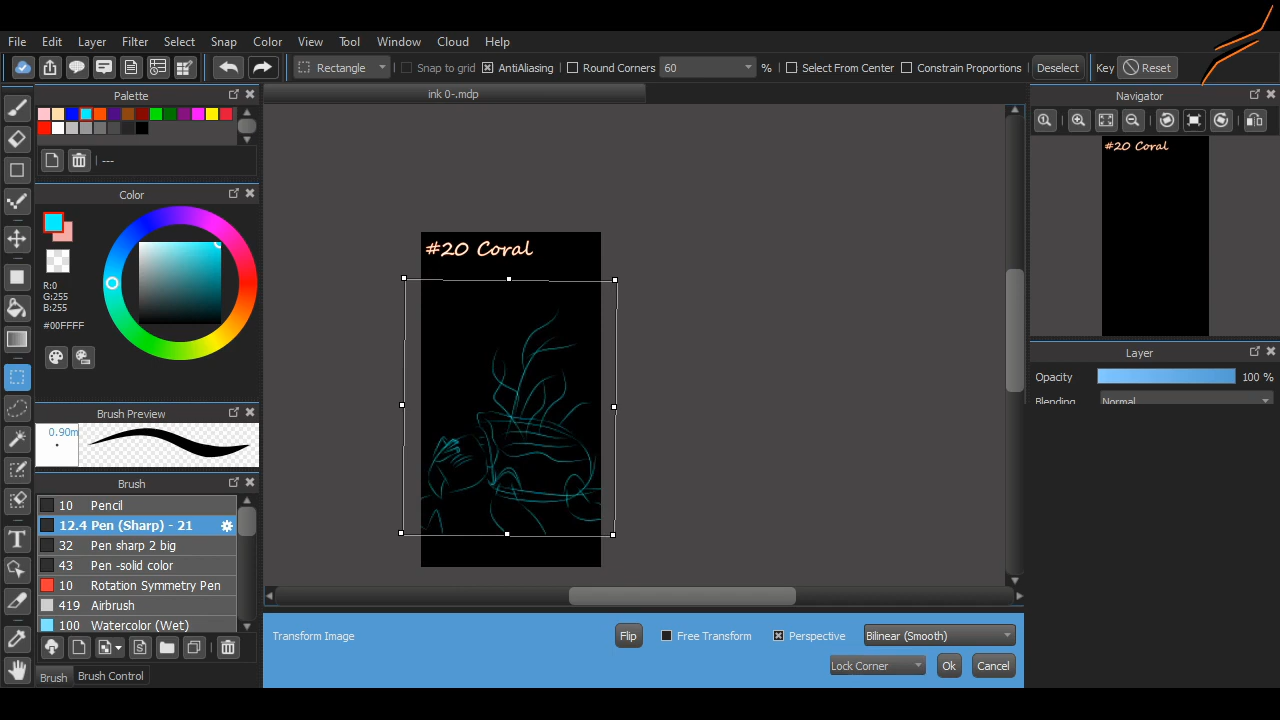 File Edit Layer Filter Select Snap Color View Tool Window Cloud Help
Rectangle Snap to grid AntiAliasing Round Corners 60 % Select From Center Constrain Proportions Deselect Key Reset
Palette
ink 0-.mdp
Navigator
---
#20 Coral
Color
R:0
G:255
B:255
#00FFFF
#20 Coral
Layer
Opacity 100 %
Blending Normal
Brush Preview
0.90m
Brush
10 Pencil
12.4 Pen (Sharp) - 21
32 Pen sharp 2 big
43 Pen -solid color
10 Rotation Symmetry Pen
419 Airbrush
100 Watercolor (Wet)
Brush Brush Control
Transform Image Flip Free Transform Perspective Bilinear (Smooth)
Lock Corner Ok Cancel